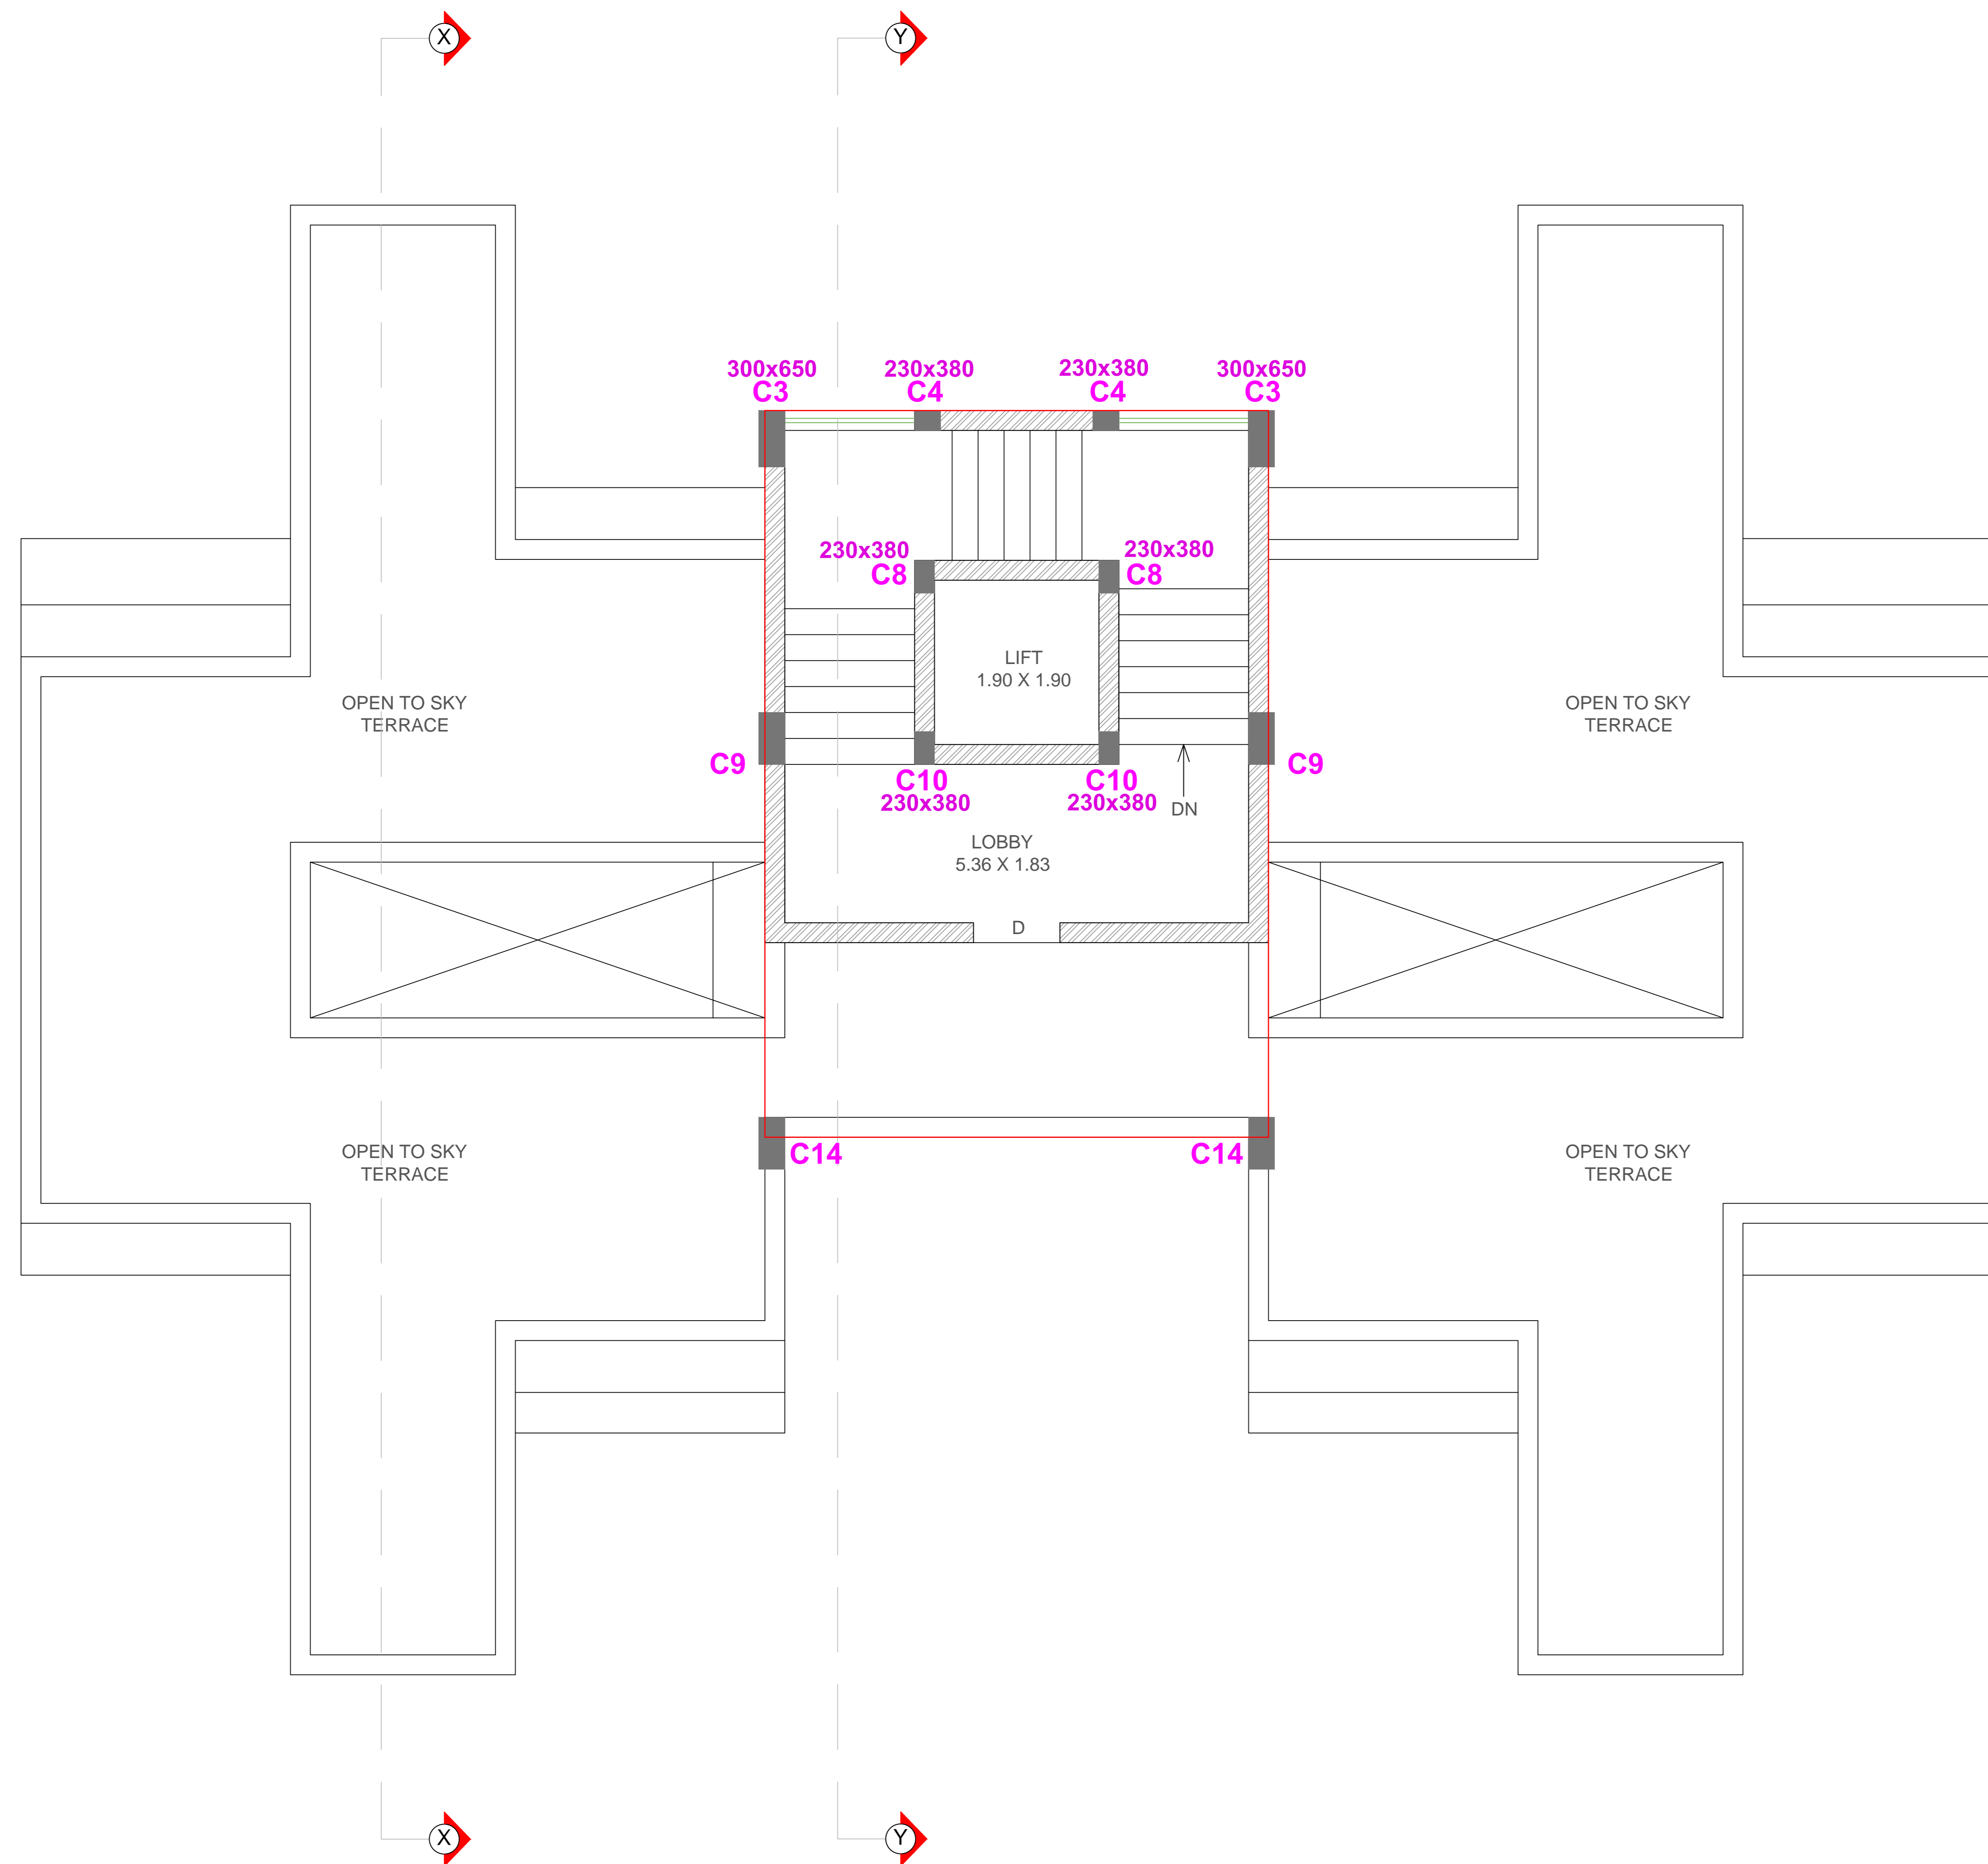 X
Y
300x650
C3
230x380
C4
230x380
C4
300x650
C3
230x380
C8
230x380
C8
LIFT
1.90 X 1.90
OPEN TO SKY
TERRACE
OPEN TO SKY
TERRACE
C9
C9
C10
230x380
C10
230x380
DN
LOBBY
5.36 X 1.83
D
OPEN TO SKY
TERRACE
C14
C14
OPEN TO SKY
TERRACE
X
Y